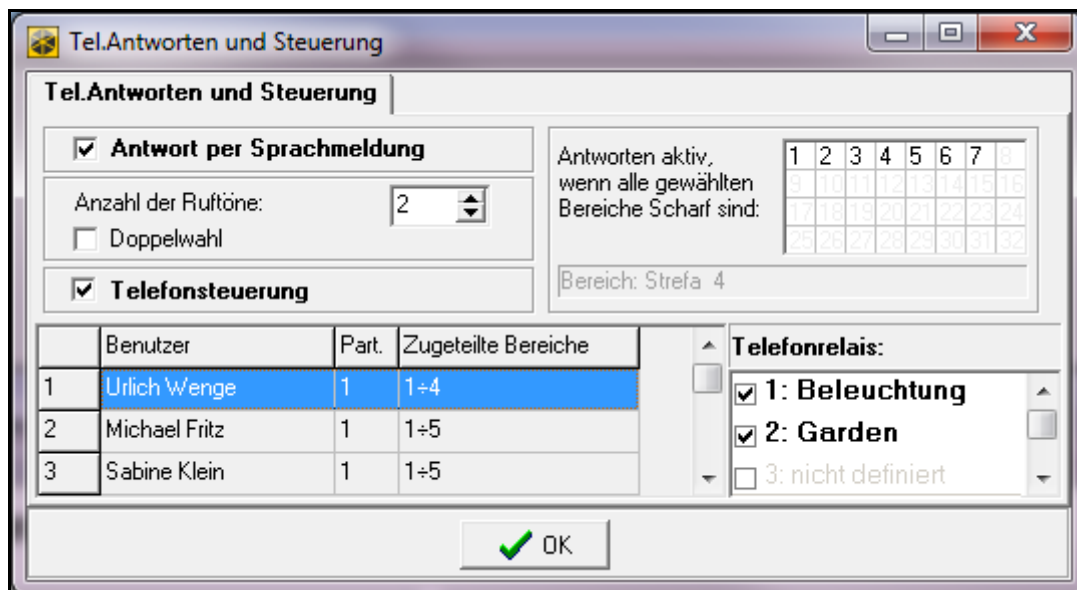 Tel.Antworten und Steuerung
Tel.Antworten und Steuerung
Antwort per Sprachmeldung
Anzahl der Ruftöne: 2
Doppelwahl
Telefonsteuerung
Antworten aktiv,
wenn alle gewählten
Bereiche Scharf sind:
1 2 3 4 5 6 7 8
9 10 11 12 13 14 15 16
17 18 19 20 21 22 23 24
25 26 27 28 29 30 31 32
Bereich: Strefa 4
Benutzer Part. Zugeteilte Bereiche
1 Urlich Wenge 1 1÷4
2 Michael Fritz 1 1÷5
3 Sabine Klein 1 1÷5
Telefonrelais:
1: Beleuchtung
2: Garden
3: nicht definiert
OK